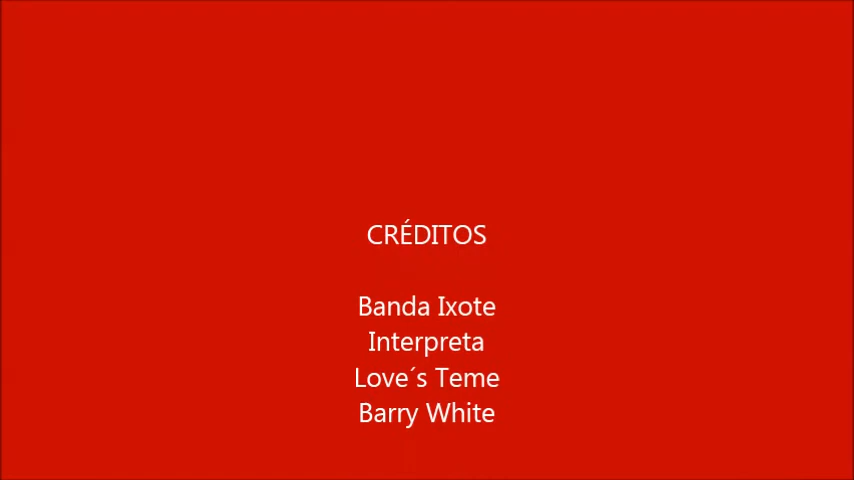 CRÉDITOS
Banda Ixote
Interpreta
Love´s Teme
Barry White